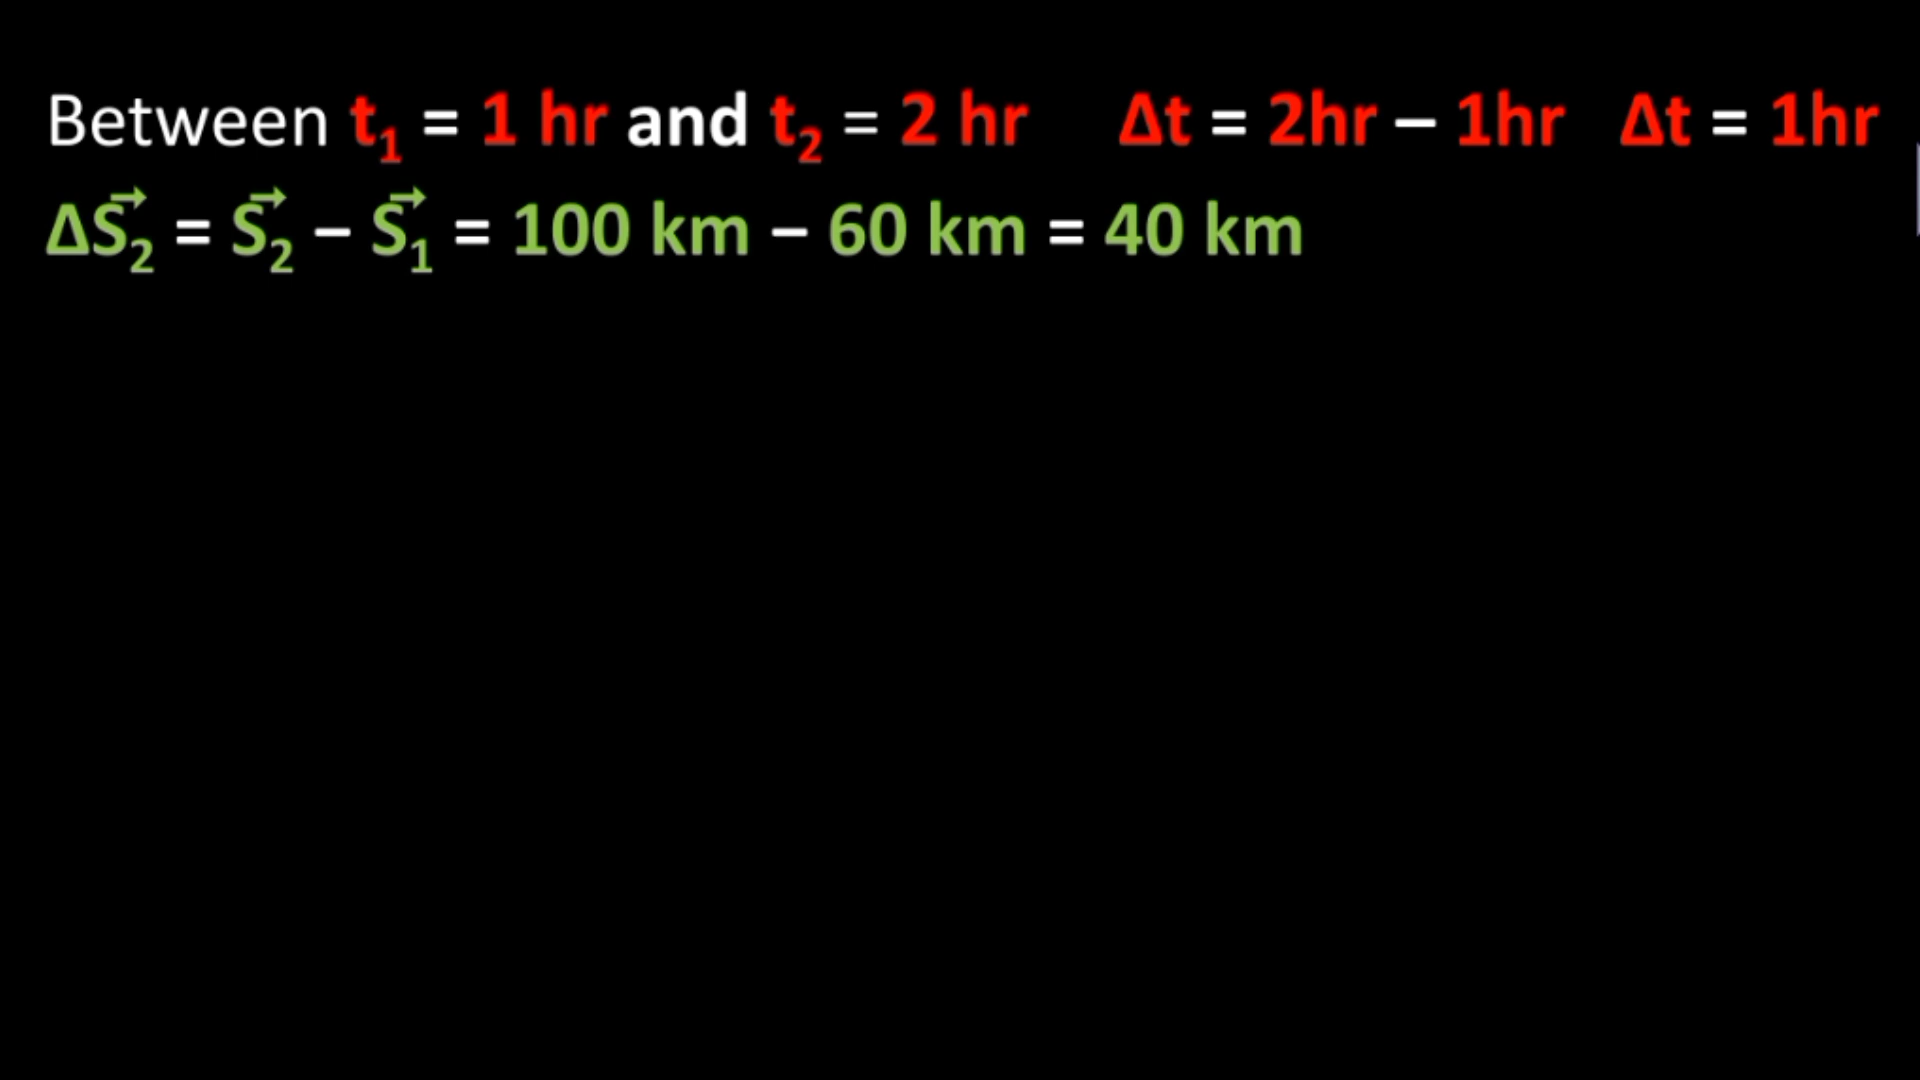 Between t₁ = 1 hr and t₂ = 2 hr Δt = 2hr – 1hr Δt = 1hr
ΔS⃗₂ = S⃗₂ – S⃗₁ = 100 km – 60 km = 40 km